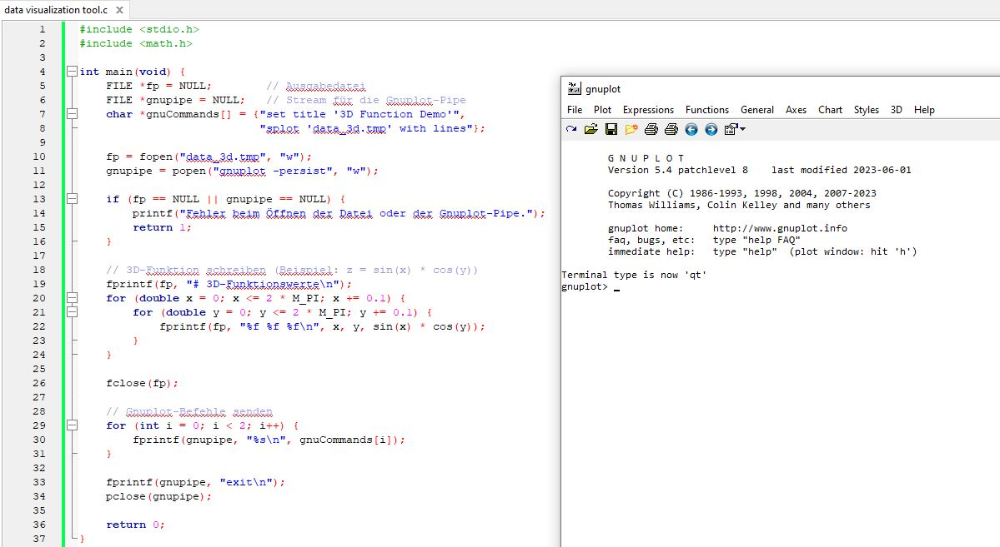 data visualization tool.c X
1 #include <stdio.h>
2 #include <math.h>
3
4 int main(void) {
5     FILE *fp = NULL;        // Ausgabedatei
6     FILE *gnupipe = NULL;   // Stream für die Gnuplot-Pipe
7     char *gnuCommands[] = {"set title '3D Function Demo'",
8                            "splot 'data_3d.tmp' with lines"};
9
10     fp = fopen("data_3d.tmp", "w");
11     gnupipe = popen("gnuplot -persist", "w");
12
13     if (fp == NULL || gnupipe == NULL) {
14         printf("Fehler beim Öffnen der Datei oder der Gnuplot-Pipe.");
15         return 1;
16     }
17
18     // 3D-Funktion schreiben (Beispiel: z = sin(x) * cos(y))
19     fprintf(fp, "# 3D-Funktionswerte\n");
20     for (double x = 0; x <= 2 * M_PI; x += 0.1) {
21         for (double y = 0; y <= 2 * M_PI; y += 0.1) {
22             fprintf(fp, "%f %f %f\n", x, y, sin(x) * cos(y));
23         }
24     }
25
26     fclose(fp);
27
28     // Gnuplot-Befehle senden
29     for (int i = 0; i < 2; i++) {
30         fprintf(gnupipe, "%s\n", gnuCommands[i]);
31     }
32
33     fprintf(gnupipe, "exit\n");
34     pclose(gnupipe);
35
36     return 0;
37 }
gnuplot
File Plot Expressions Functions General Axes Chart Styles 3D Help
G N U P L O T
Version 5.4 patchlevel 8    last modified 2023-06-01
Copyright (C) 1986-1993, 1998, 2004, 2007-2023
Thomas Williams, Colin Kelley and many others
gnuplot home:     http://www.gnuplot.info
faq, bugs, etc:   type "help FAQ"
immediate help:   type "help"  (plot window: hit 'h')
Terminal type is now 'qt'
gnuplot> _